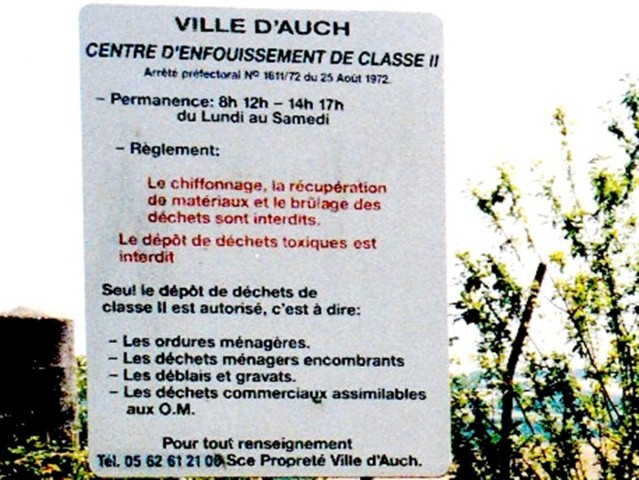 VILLE D'AUCH
CENTRE D'ENFOUISSEMENT DE CLASSE II
Arrêté préfectoral N° 1611/72 du 25 Août 1972.
– Permanence: 8h 12h – 14h 17h
du Lundi au Samedi
– Règlement:
Le chiffonnage, la récupération
de matériaux et le brûlage des
déchets sont interdits.
Le dépôt de déchets toxiques est
interdit
Seul le dépôt de déchets de
classe II est autorisé, c'est à dire:
– Les ordures ménagères.
– Les déchets ménagers encombrants
– Les déblais et gravats.
– Les déchets commerciaux assimilables
aux O.M.
Pour tout renseignement
Tél. 05 62 61 21 00 Sce Propreté Ville d'Auch.